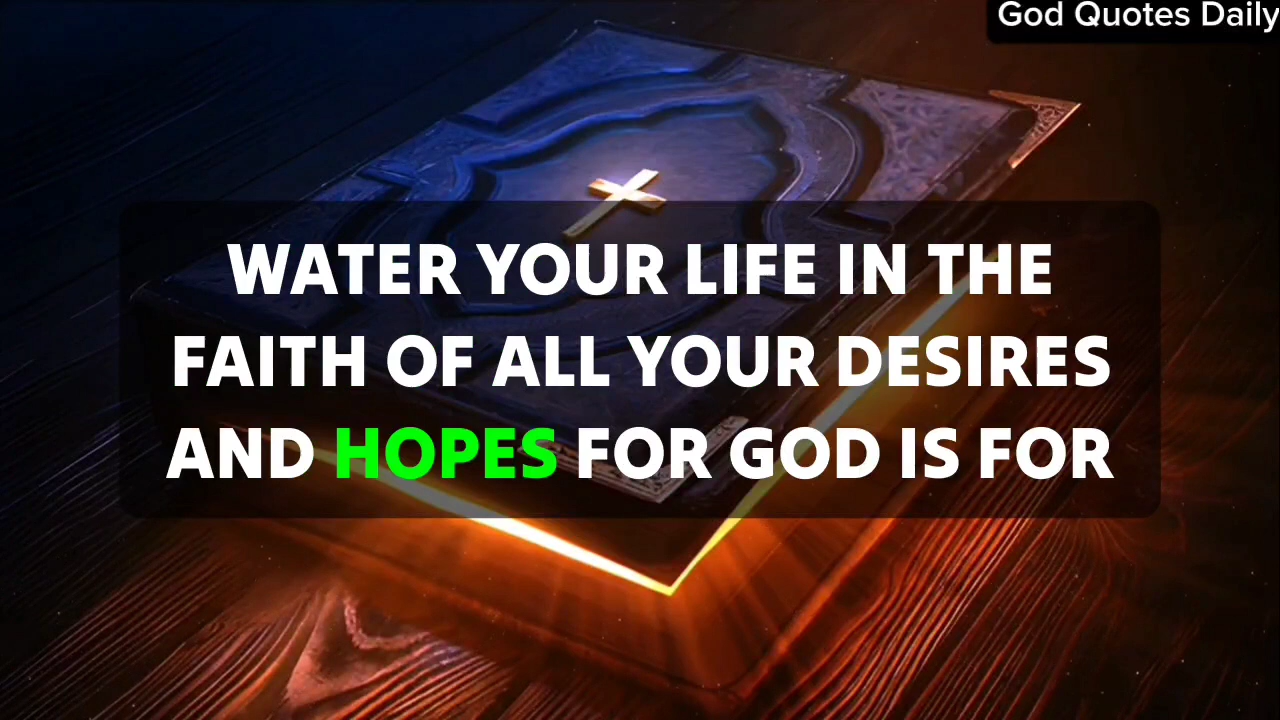 God Quotes Daily
WATER YOUR LIFE IN THE
FAITH OF ALL YOUR DESIRES
AND HOPES FOR GOD IS FOR